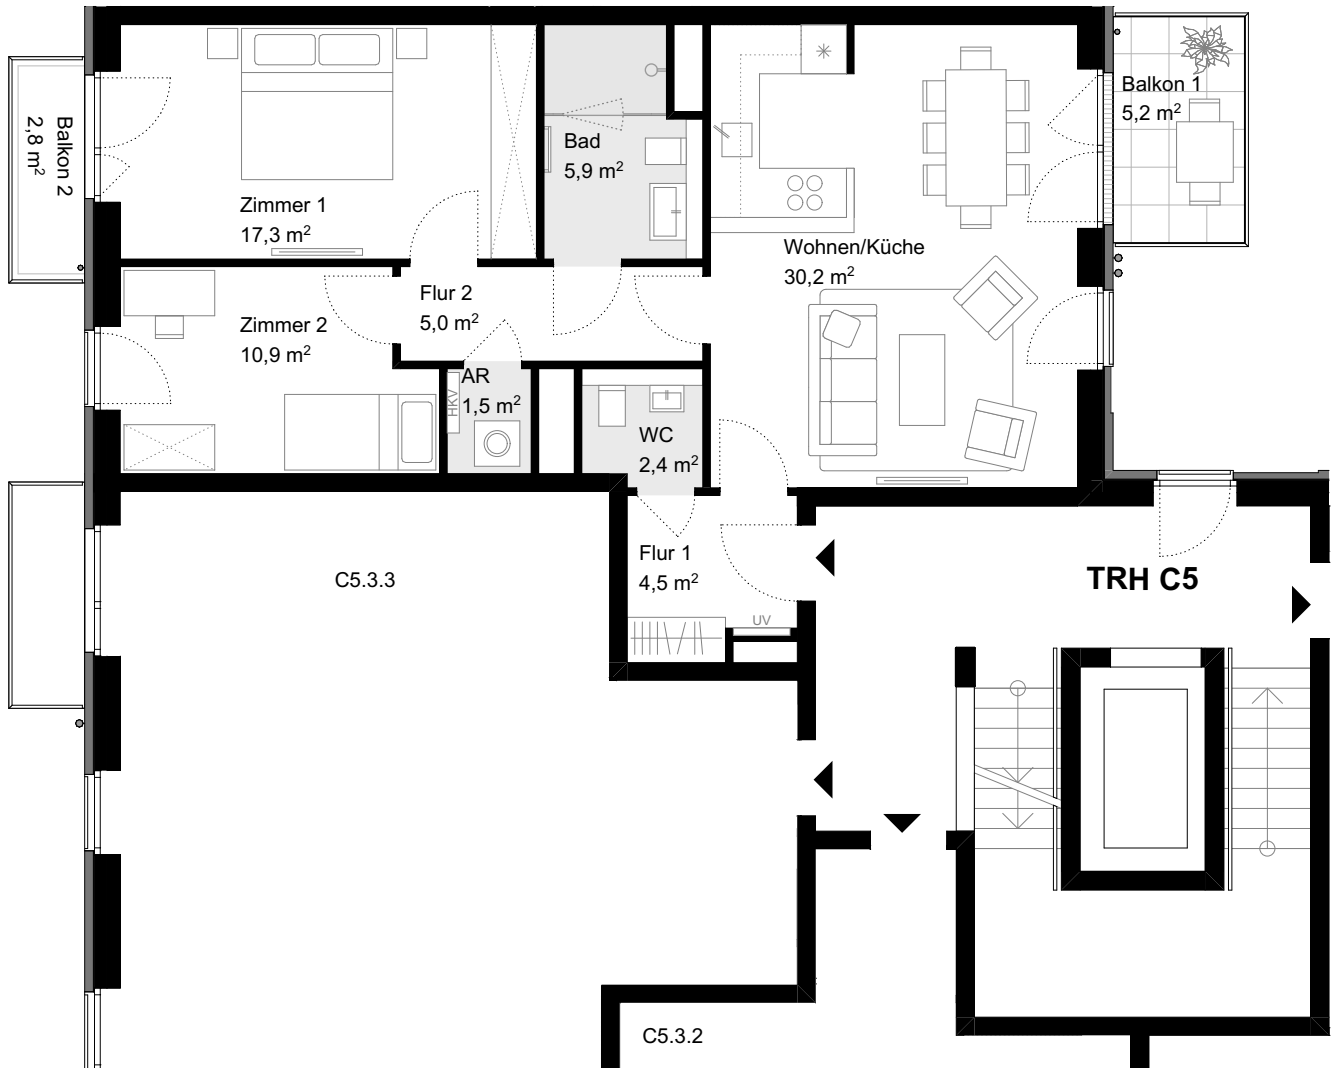 Balkon 2
2,8 m²
Zimmer 1
17,3 m²
Bad
5,9 m²
Wohnen/Küche
30,2 m²
Balkon 1
5,2 m²
Zimmer 2
10,9 m²
Flur 2
5,0 m²
HKV
AR
1,5 m²
WC
2,4 m²
Flur 1
4,5 m²
UV
C5.3.3
TRH C5
C5.3.2